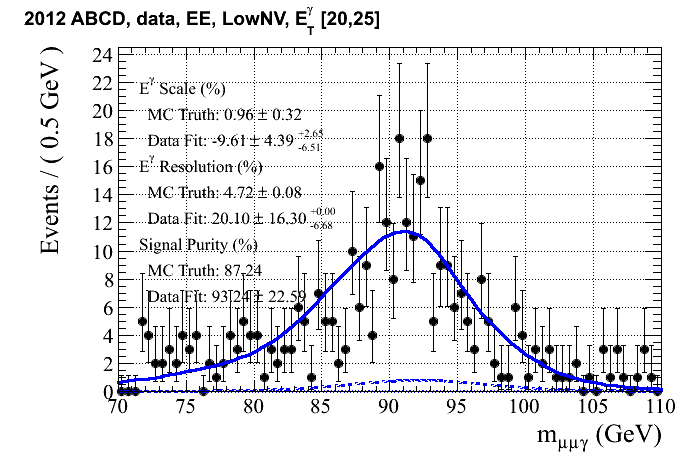 2012 ABCD, data, EE, LowNV, E_T^γ [20,25]
Events / ( 0.5 GeV )
24
22
20
18
16
14
12
10
8
6
4
2
0
E^γ Scale (%)
MC Truth: 0.96 ± 0.32
Data Fit: -9.61 ± 4.39 +2.65 -6.51
E^γ Resolution (%)
MC Truth: 4.72 ± 0.08
Data Fit: 20.10 ± 16.30 +0.00 -6.68
Signal Purity (%)
MC Truth: 87.24
Data Fit: 93.24 ± 22.59
70 75 80 85 90 95 100 105 110
m_μμγ (GeV)